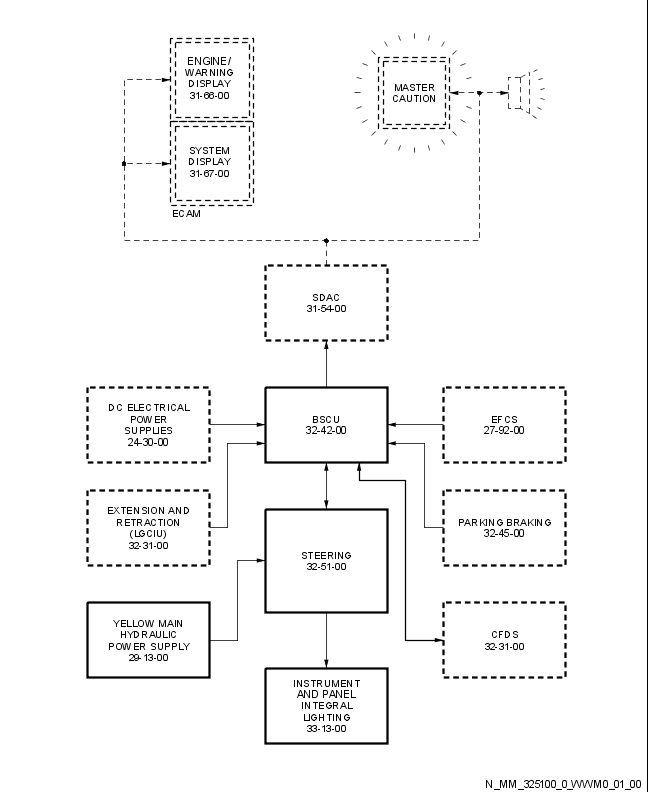 ENGINE/
WARNING
DISPLAY
31-66-00
MASTER
CAUTION
SYSTEM
DISPLAY
31-67-00
ECAM
SDAC
31-54-00
DC ELECTRICAL
POWER
SUPPLIES
24-30-00
BSCU
32-42-00
EFCS
27-92-00
EXTENSION AND
RETRACTION
(LGCIU)
32-31-00
STEERING
32-51-00
PARKING BRAKING
32-45-00
YELLOW MAIN
HYDRAULIC
POWER SUPPLY
29-13-00
CFDS
32-31-00
INSTRUMENT
AND PANEL
INTEGRAL
LIGHTING
33-13-00
N_MM_325100_0_VVVM0_01_00